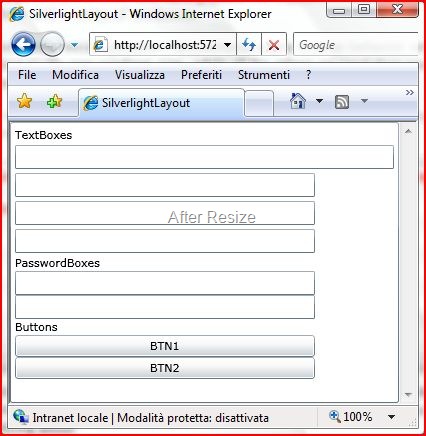 SilverlightLayout - Windows Internet Explorer
http://localhost:572
Google
File Modifica Visualizza Preferiti Strumenti ?
SilverlightLayout
TextBoxes
After Resize
PasswordBoxes
Buttons
BTN1
BTN2
Intranet locale | Modalità protetta: disattivata
100%